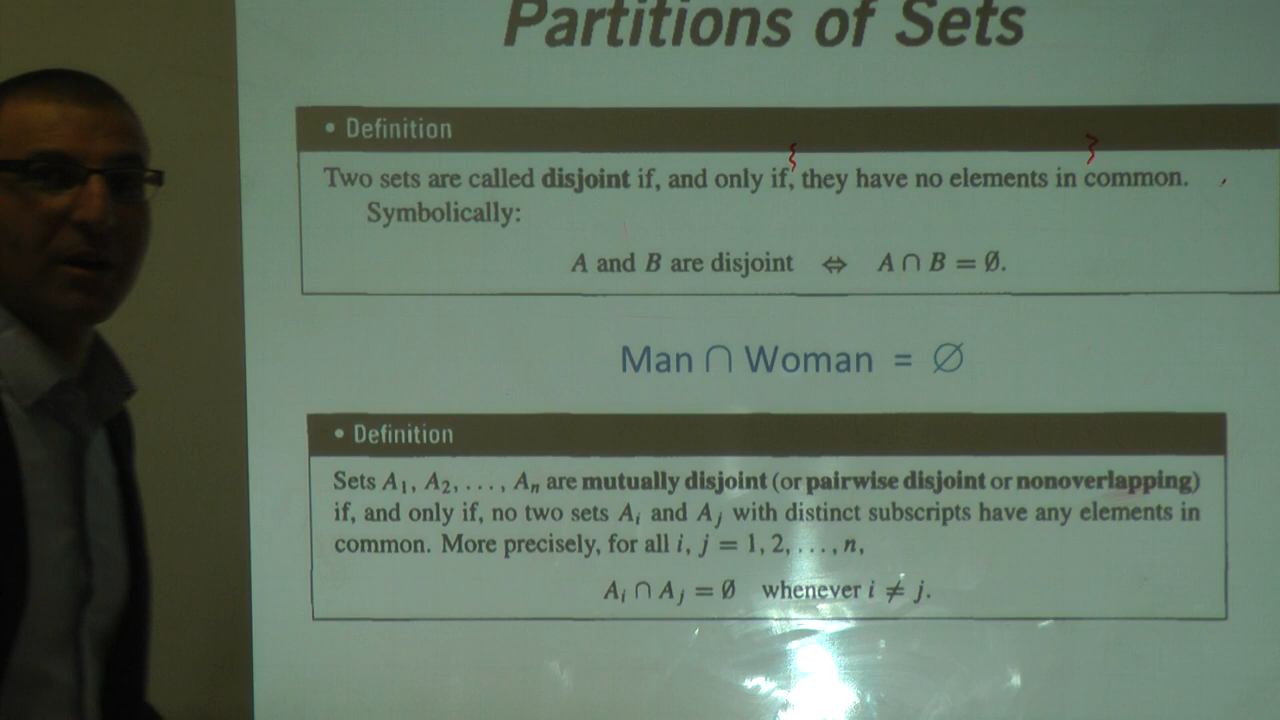 Partitions of Sets
• Definition
Two sets are called disjoint if, and only if, they have no elements in common.
Symbolically:
A and B are disjoint ⇔ A ∩ B = ∅.
Man ∩ Woman = ∅
• Definition
Sets A₁, A₂, . . . , Aₙ are mutually disjoint (or pairwise disjoint or nonoverlapping)
if, and only if, no two sets Aᵢ and Aⱼ with distinct subscripts have any elements in
common. More precisely, for all i, j = 1, 2, . . . , n,
Aᵢ ∩ Aⱼ = ∅ whenever i ≠ j.